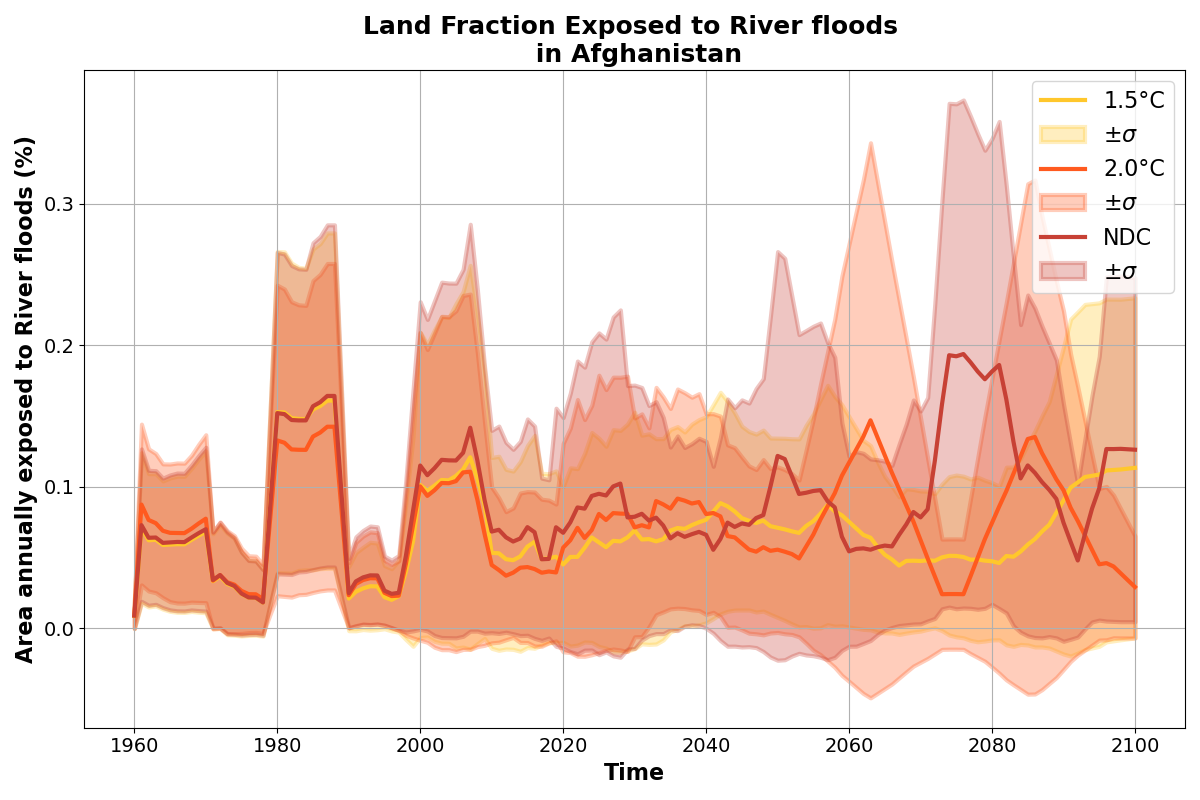 Land Fraction Exposed to River floods
in Afghanistan
Area annually exposed to River floods (%)
0.3
0.2
0.1
0.0
1960
1980
2000
2020
2040
2060
2080
2100
Time
1.5°C
±σ
2.0°C
±σ
NDC
±σ